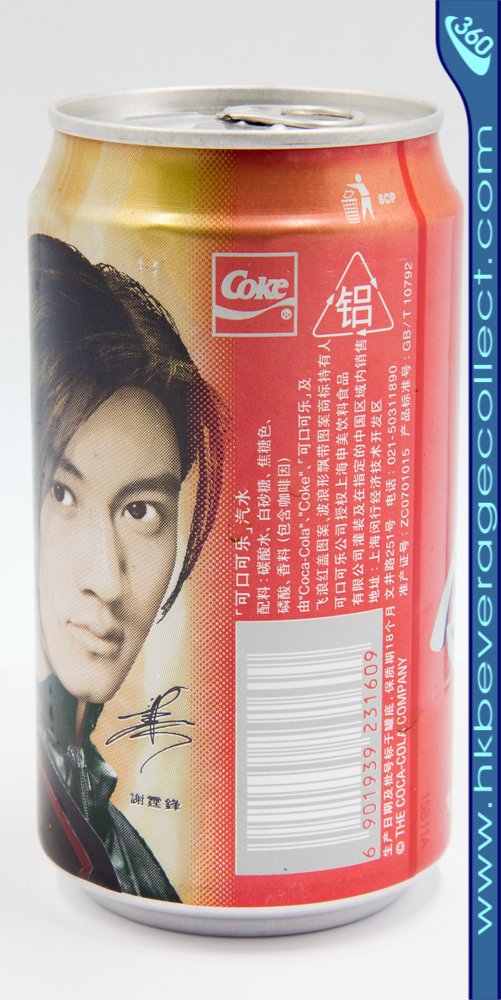 360
SCP
Coke
®
铝
"可口可乐"汽水
配料:碳酸水、白砂糖、焦糖色、
磷酸、香料(包含咖啡因)
由"Coca-Cola" "Coke"、"可口可乐"及
飞浪红盖图案、波浪形飘带图案商标持有人
可口可乐公司授权上海申美饮料食品
有限公司灌装及在指定的中国区域内销售
地址:上海闵行经济技术开发区
文井路251号 电话:021-50311890
准产证号:ZC0701015 产品标准号:GB/T10792
6 901939 231609
生产日期及批号标于罐底,保质期18个月
© THE COCA-COLA COMPANY
謝霆鋒
www.hkbeveragecollect.com